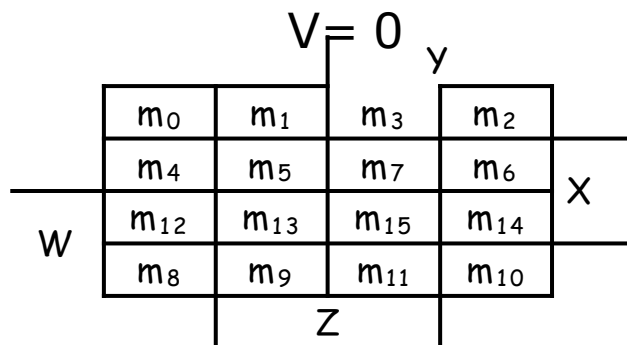 V= 0
y
m₀ m₁ m₃ m₂
m₄ m₅ m₇ m₆
X
m₁₂ m₁₃ m₁₅ m₁₄
W
m₈ m₉ m₁₁ m₁₀
Z